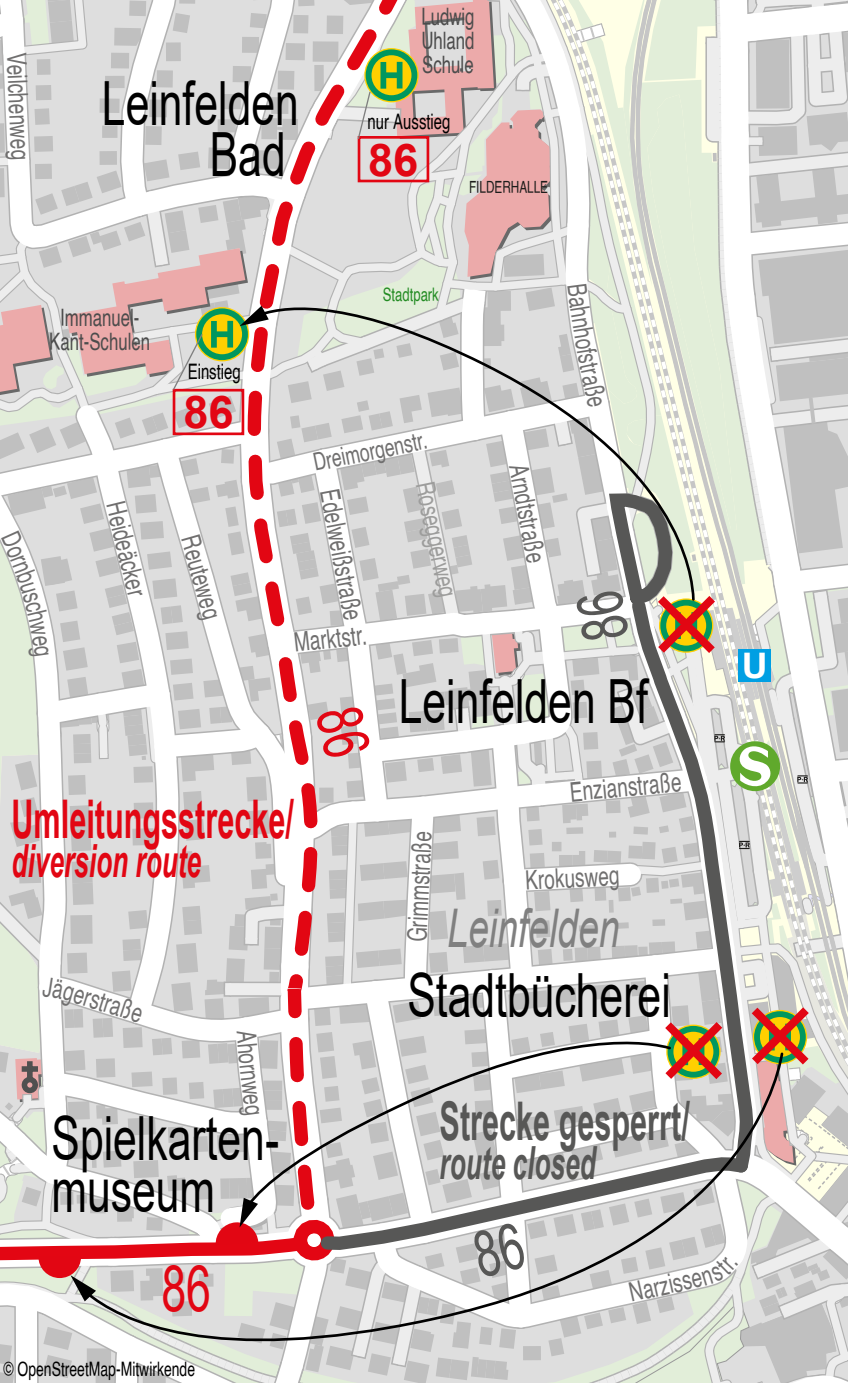 Ludwig
Uhland
Schule
Veilchenweg
Leinfelden
Bad
H
nur Ausstieg
86
FILDERHALLE
Stadtpark
Immanuel-
Kant-Schulen
H
Einstieg
86
Bahnhofstraße
Dreimorgenstr.
Edelweißstraße
Roseggerweg
Arndtstraße
Heideäcker
Reuteweg
Dornbuschweg
86
Marktstr.
U
Leinfelden Bf
86
P+R
S
P+R
Enzianstraße
Umleitungsstrecke/
diversion route
P+R
Grimmstraße
Krokusweg
Leinfelden
Stadtbücherei
Jägerstraße
Ahornweg
Strecke gesperrt/
route closed
Spielkarten-
museum
86
86
Narzissenstr.
© OpenStreetMap-Mitwirkende